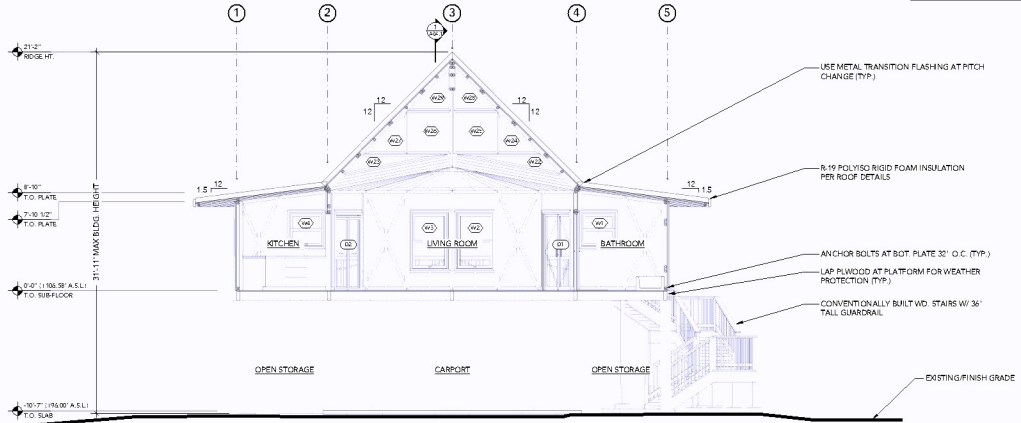 1
2
3
4
5
1
21'-2"
RIDGE HT.
USE METAL TRANSITION FLASHING AT PITCH
CHANGE (TYP.)
12
12
12
12
W29
W28
W27
W26
W25
W24
W23
W22
8'-10"
T.O. PLATE
12
1.5
12
1.5
R-19 POLYISO RIGID FOAM INSULATION
PER ROOF DETAILS
7'-10 1/2"
T.O. PLATE
31'-11" MAX BLDG. HEIGHT
W3
W2
W1
KITCHEN
D2
LIVING ROOM
D1
BATHROOM
ANCHOR BOLTS AT BOT. PLATE 32" O.C. (TYP.)
LAP PLWOOD AT PLATFORM FOR WEATHER
PROTECTION (TYP.)
0'-0" (+106.58' A.S.L.)
T.O. SUB-FLOOR
CONVENTIONALLY BUILT WD. STAIRS W/ 36"
TALL GUARDRAIL
OPEN STORAGE
CARPORT
OPEN STORAGE
EXISTING/FINISH GRADE
-10'-7" (+96.00' A.S.L.)
T.O. SLAB